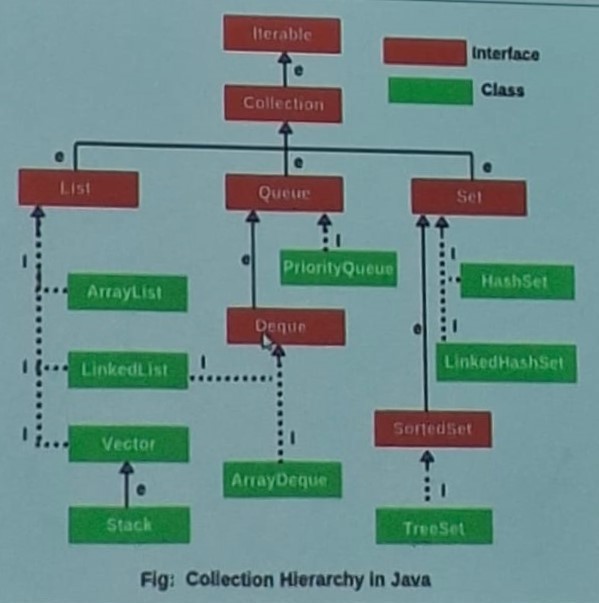 Iterable
Interface
e
Collection
Class
e
e
e
List
Queue
Set
I
e
I
I
PriorityQueue
HashSet
ArrayList
e
I
Deque
I
LinkedList
I
LinkedHashSet
I
Vector
I
SortedSet
e
ArrayDeque
I
Stack
TreeSet
Fig: Collection Hierarchy in Java